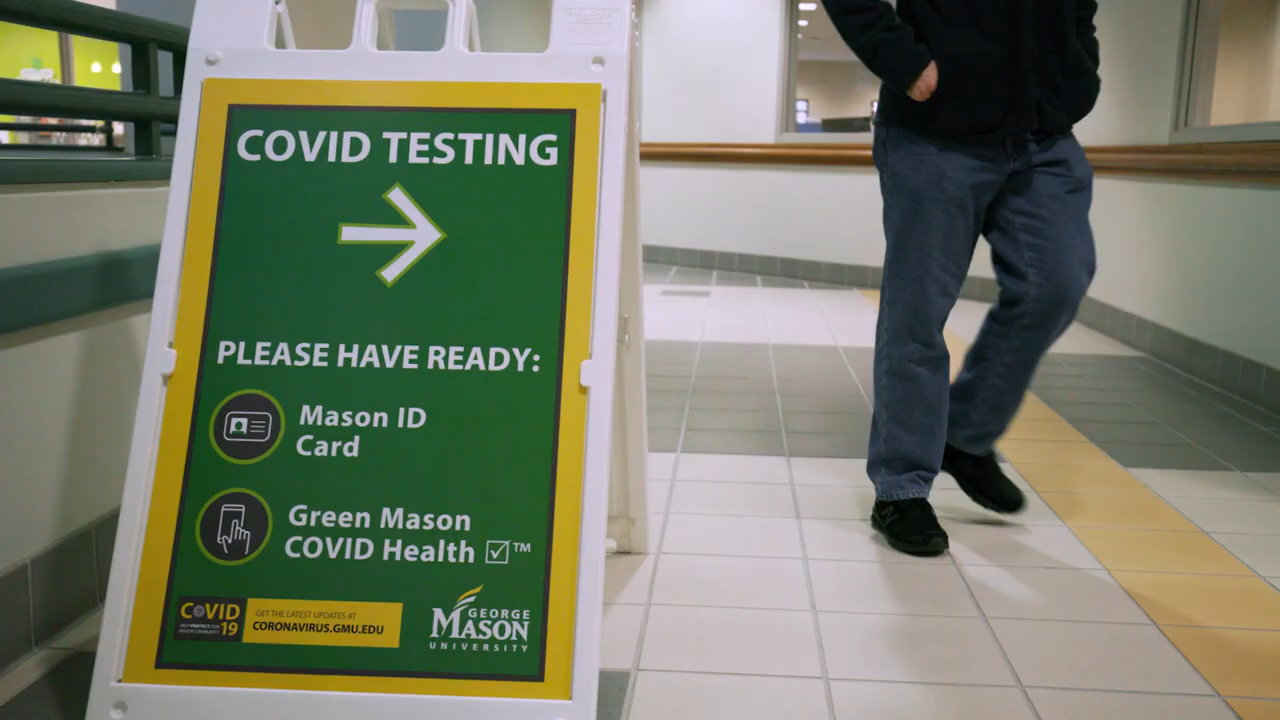 COVID TESTING
PLEASE HAVE READY:
Mason ID
Card
Green Mason
COVID Health ☑™
COVID
19
GET THE LATEST UPDATES AT
CORONAVIRUS.GMU.EDU
GEORGE
MASON
UNIVERSITY